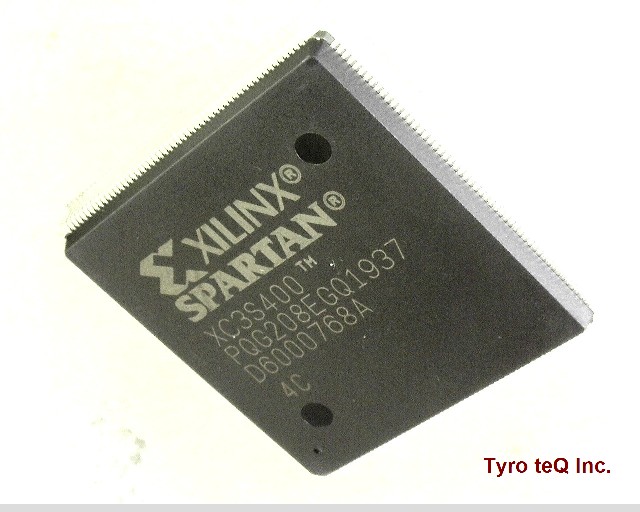 XILINX®
SPARTAN®
XC3S400™
PQG208EGQ1937
D6000768A
4C
Tyro teQ Inc.